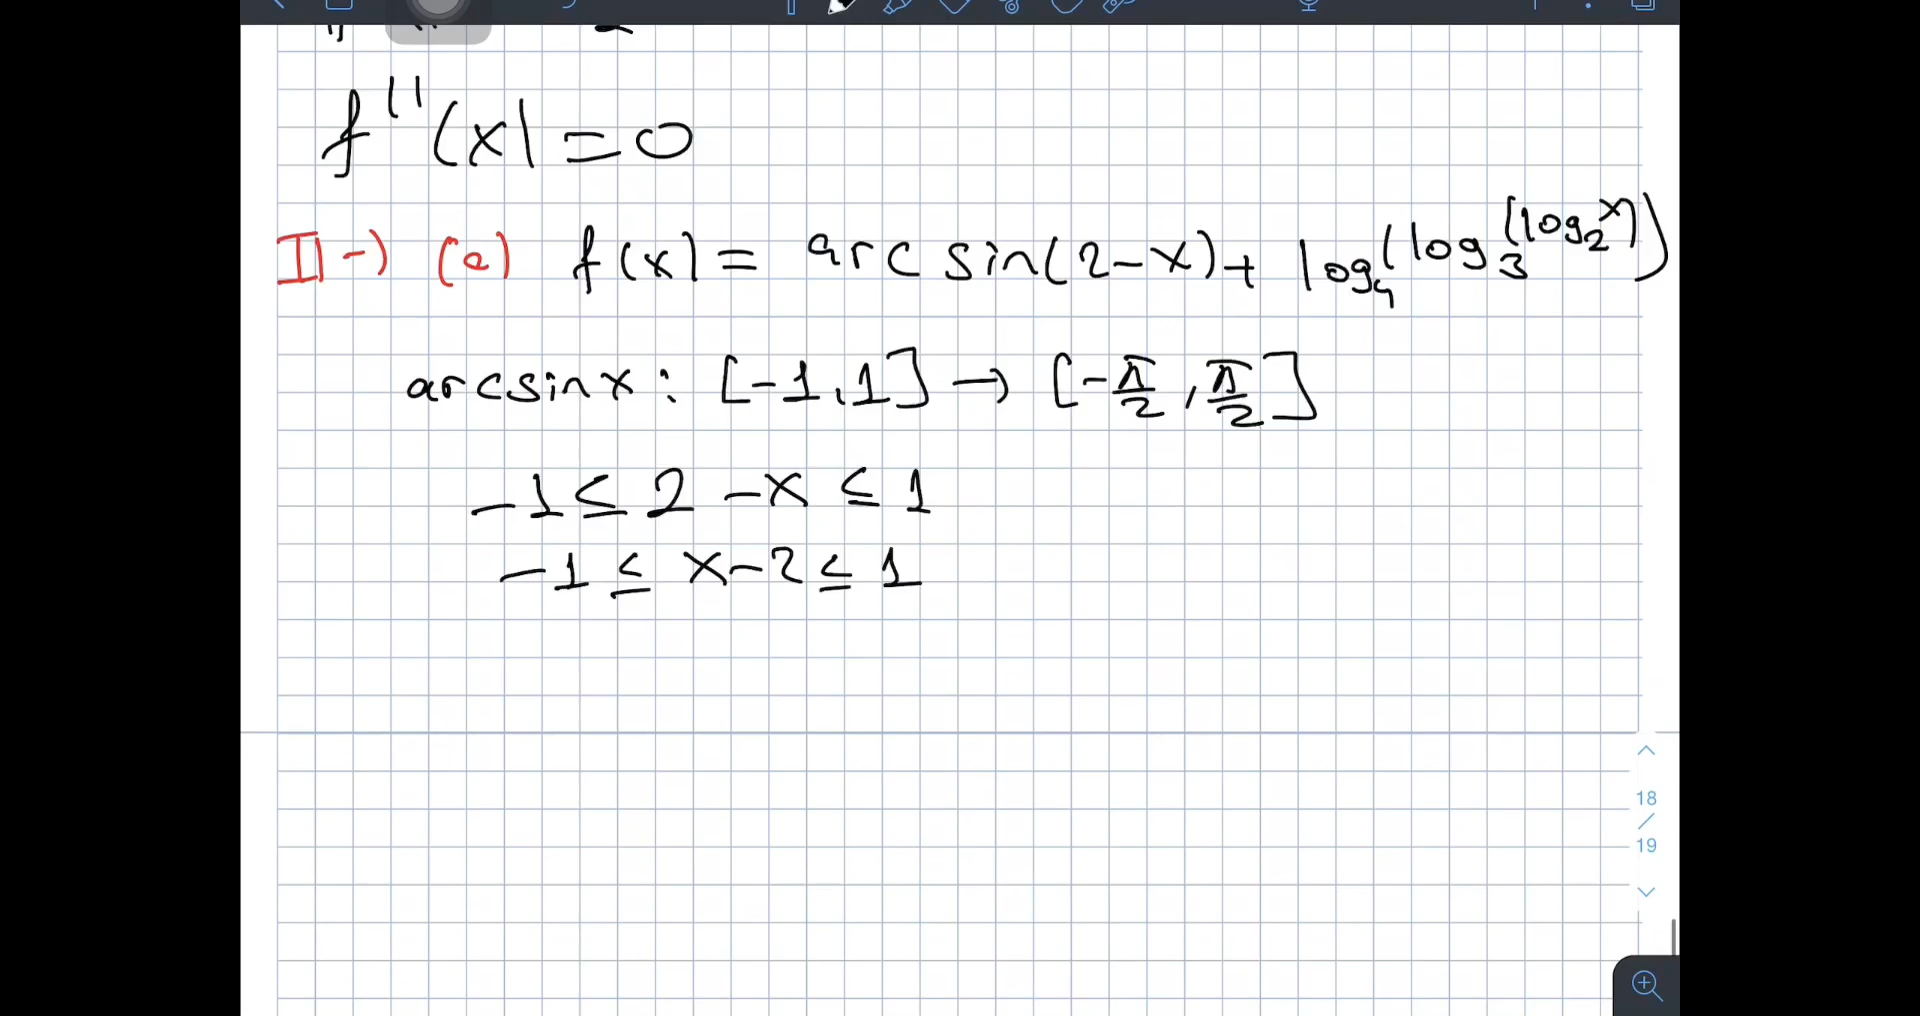 f''(x)=0
II-) (a) f(x)= arcsin(2-x)+ log₄(log₃(log₂x))
arcsinx: [-1,1] → [-π/2, π/2]
-1 ≤ 2-x ≤ 1
-1 ≤ x-2 ≤ 1
18
/
19